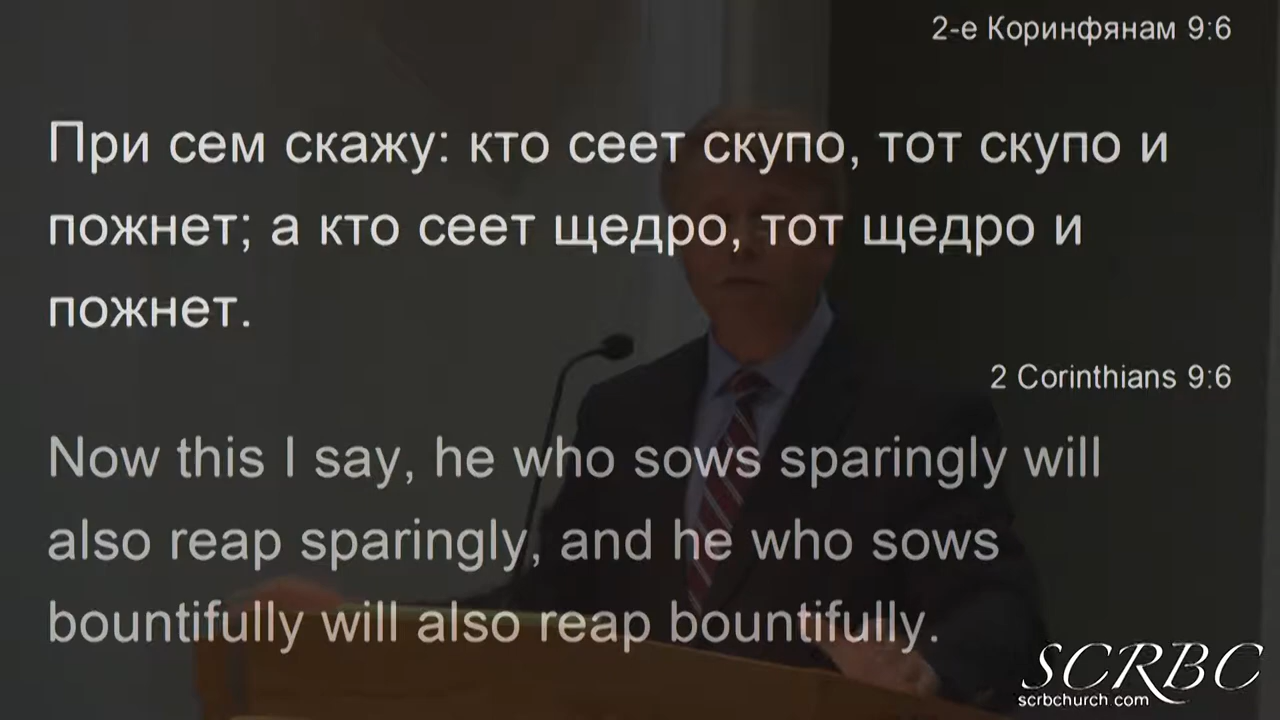 2-е Коринфянам 9:6
При сем скажу: кто сеет скупо, тот скупо и
пожнет; а кто сеет щедро, тот щедро и
пожнет.
2 Corinthians 9:6
Now this I say, he who sows sparingly will
also reap sparingly, and he who sows
bountifully will also reap bountifully.
SCRBC
scrbchurch.com